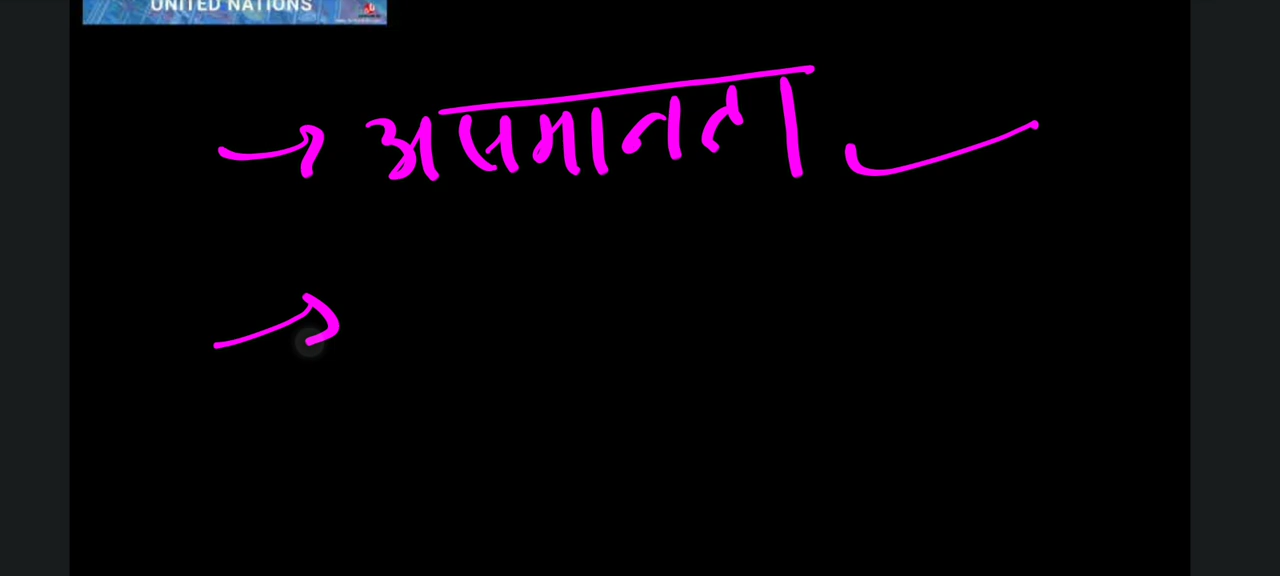 UNITED NATIONS
→ असमानता ✓
→